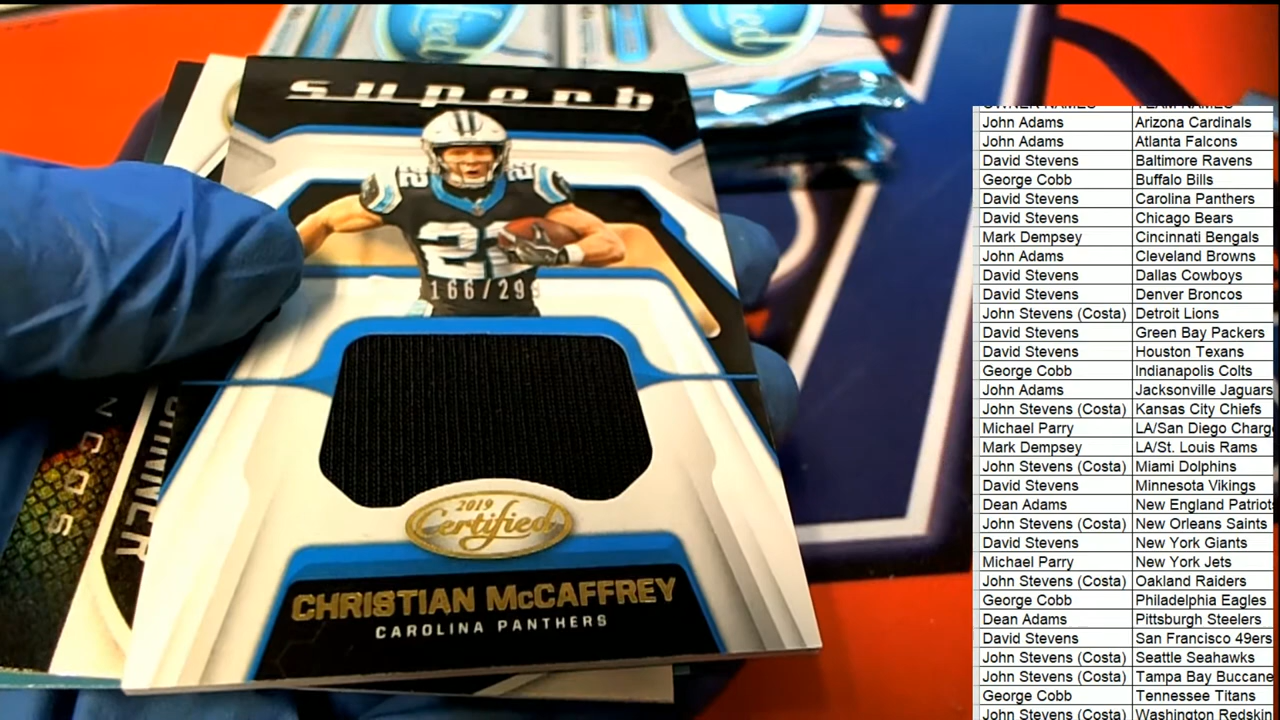 superb
22
166/299
2019
Certified
CHRISTIAN McCAFFREY
CAROLINA PANTHERS
OWNER NAMES TEAM NAMES
John Adams Arizona Cardinals
John Adams Atlanta Falcons
David Stevens Baltimore Ravens
George Cobb Buffalo Bills
David Stevens Carolina Panthers
David Stevens Chicago Bears
Mark Dempsey Cincinnati Bengals
John Adams Cleveland Browns
David Stevens Dallas Cowboys
David Stevens Denver Broncos
John Stevens (Costa) Detroit Lions
David Stevens Green Bay Packers
David Stevens Houston Texans
George Cobb Indianapolis Colts
John Adams Jacksonville Jaguars
John Stevens (Costa) Kansas City Chiefs
Michael Parry LA/San Diego Charg
Mark Dempsey LA/St. Louis Rams
John Stevens (Costa) Miami Dolphins
David Stevens Minnesota Vikings
Dean Adams New England Patriots
John Stevens (Costa) New Orleans Saints
David Stevens New York Giants
Michael Parry New York Jets
John Stevens (Costa) Oakland Raiders
George Cobb Philadelphia Eagles
Dean Adams Pittsburgh Steelers
David Stevens San Francisco 49ers
John Stevens (Costa) Seattle Seahawks
John Stevens (Costa) Tampa Bay Buccane
George Cobb Tennessee Titans
John Stevens (Costa) Washington Redskin